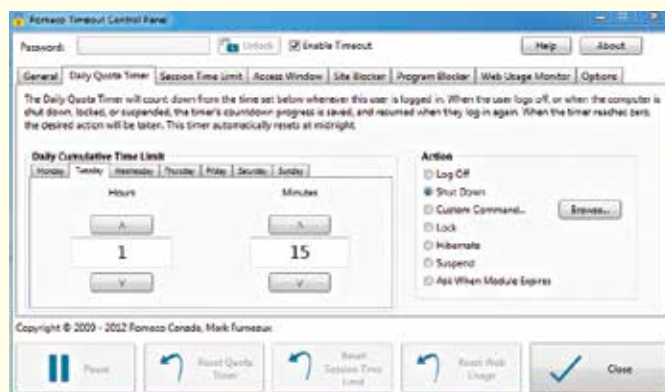 Romaco Timeout Control Panel
Password: Unlock Enable Timeout Help About
General Daily Quota Timer Session Time Limit Access Window Site Blocker Program Blocker Web Usage Monitor Options
The Daily Quota Timer will count down from the time set below whenever this user is logged in. When the user logs off, or when the computer is
shut down, locked, or suspended, the timer's countdown progress is saved, and resumed when they log in again. When the timer reaches zero,
the desired action will be taken. This timer automatically resets at midnight.
Daily Cumulative Time Limit
Monday Tuesday Wednesday Thursday Friday Saturday Sunday
Hours Minutes
1 15
Action
Log Off
Shut Down
Custom Command... Browse...
Lock
Hibernate
Suspend
Ask When Module Expires
Copyright © 2009 - 2012 Romaco Canada, Mark Furneaux
Pause
Reset Quota
Timer
Reset
Session Time
Limit
Reset Web
Usage
Close